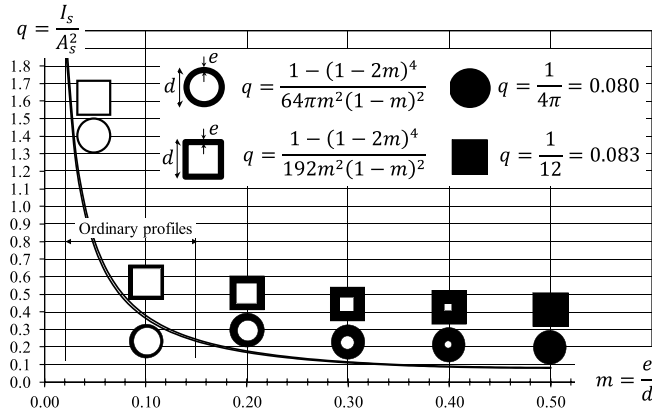 q = I_s/A_s^2
e
d
q = (1−(1−2m)^4)/(64πm^2(1−m)^2)
q = 1/(4π) = 0.080
e
d
q = (1−(1−2m)^4)/(192m^2(1−m)^2)
q = 1/12 = 0.083
Ordinary profiles
1.8
1.7
1.6
1.5
1.4
1.3
1.2
1.1
1.0
0.9
0.8
0.7
0.6
0.5
0.4
0.3
0.2
0.1
0.0
0.00 0.10 0.20 0.30 0.40 0.50
m = e/d